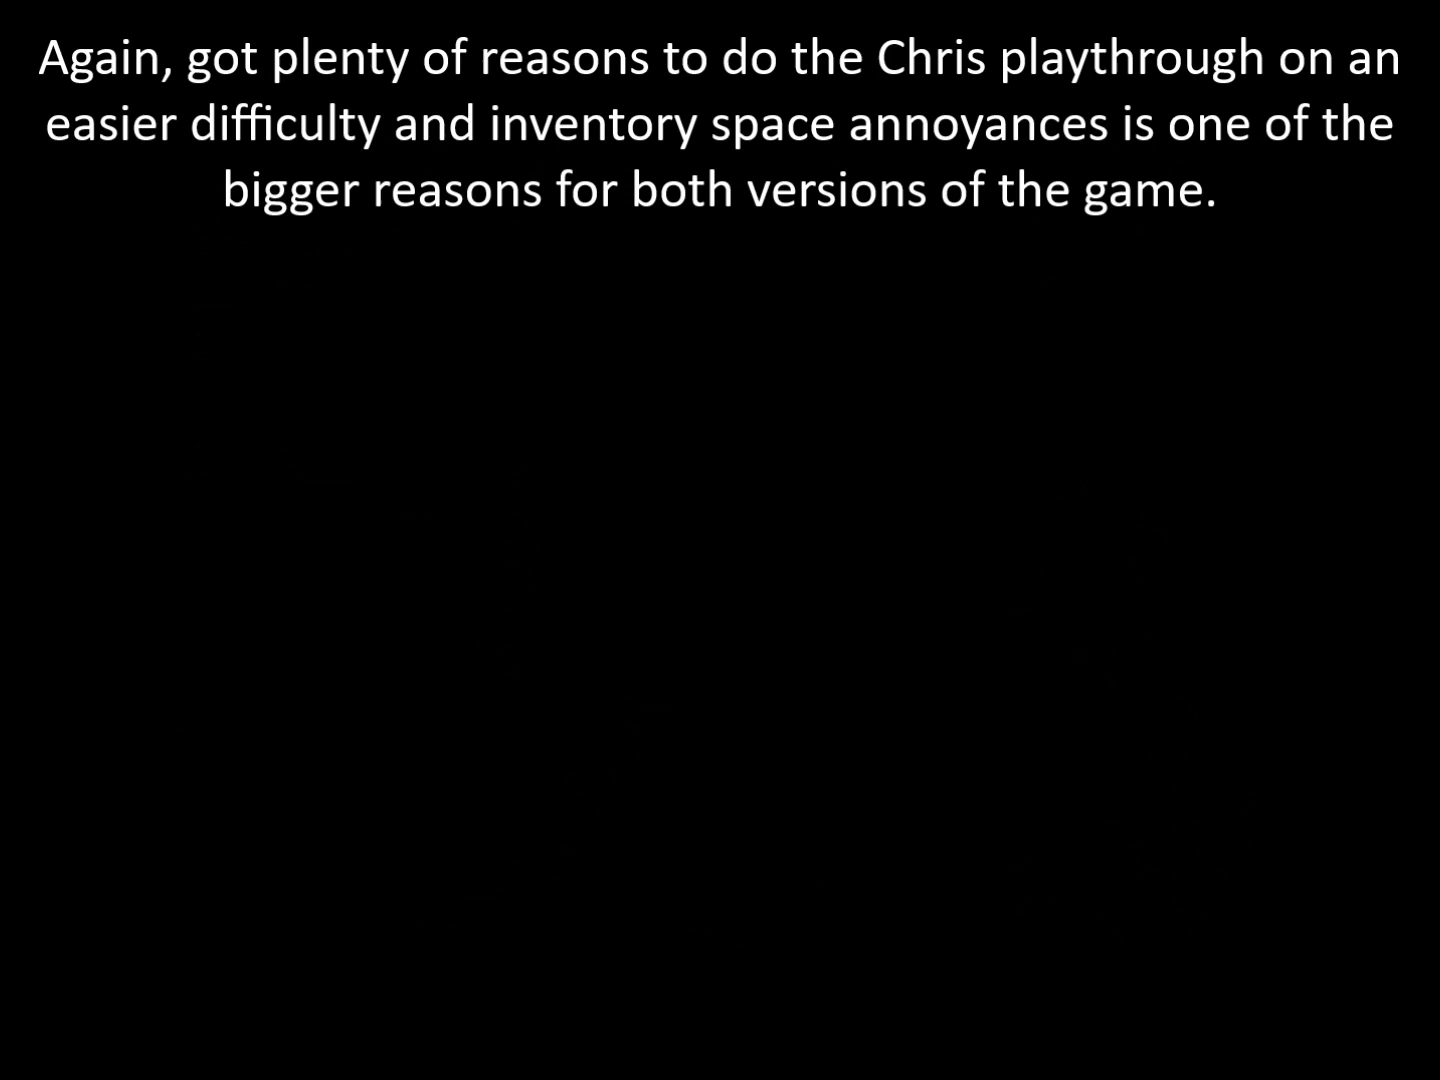 Again, got plenty of reasons to do the Chris playthrough on an
easier difficulty and inventory space annoyances is one of the
bigger reasons for both versions of the game.